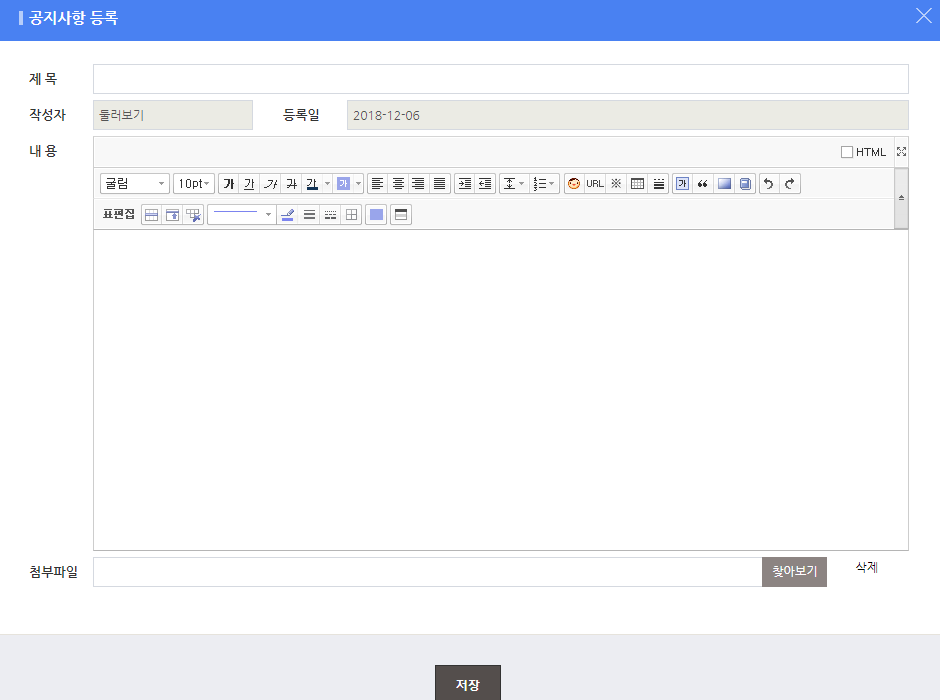 공지사항 등록
제 목
작성자 둘러보기 등록일 2018-12-06
내 용
HTML
굴림 10pt 가 가 가 가 가 가 URL ※ 가
표편집
첨부파일 찾아보기 삭제
저장